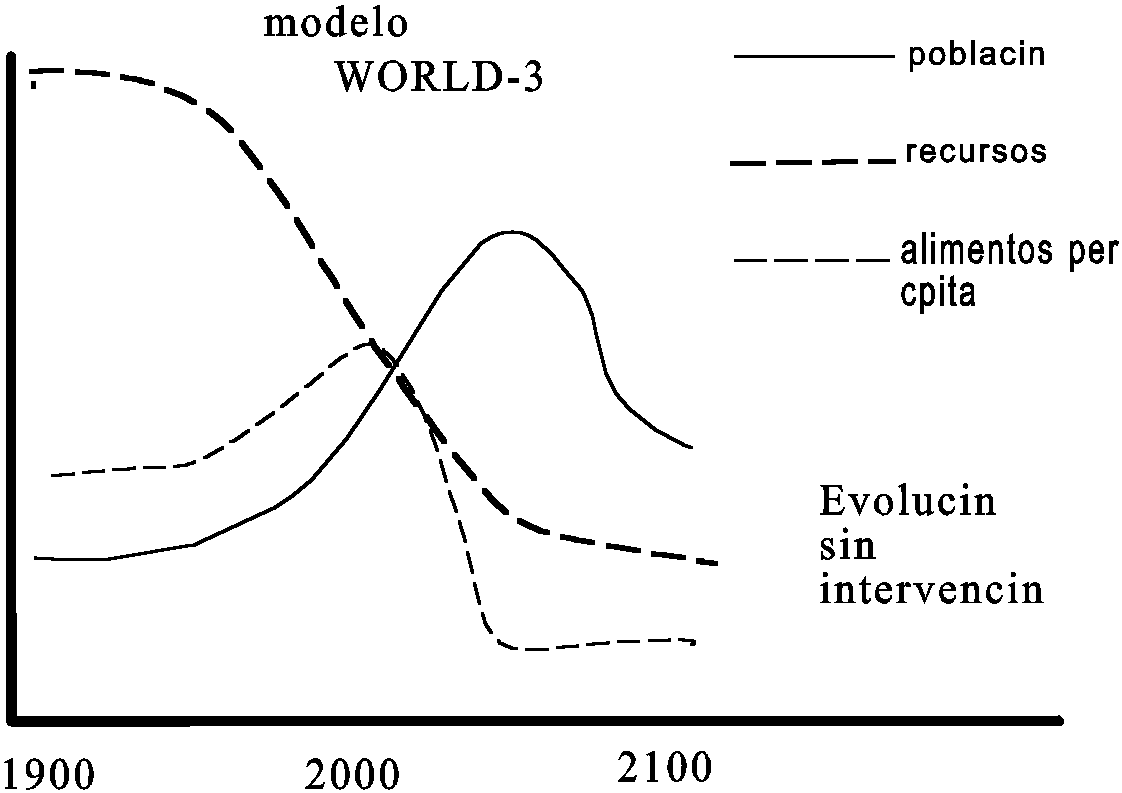 modelo
WORLD-3
poblacin
recursos
alimentos per
cpita
Evolucin
sin
intervencin
1900
2000
2100